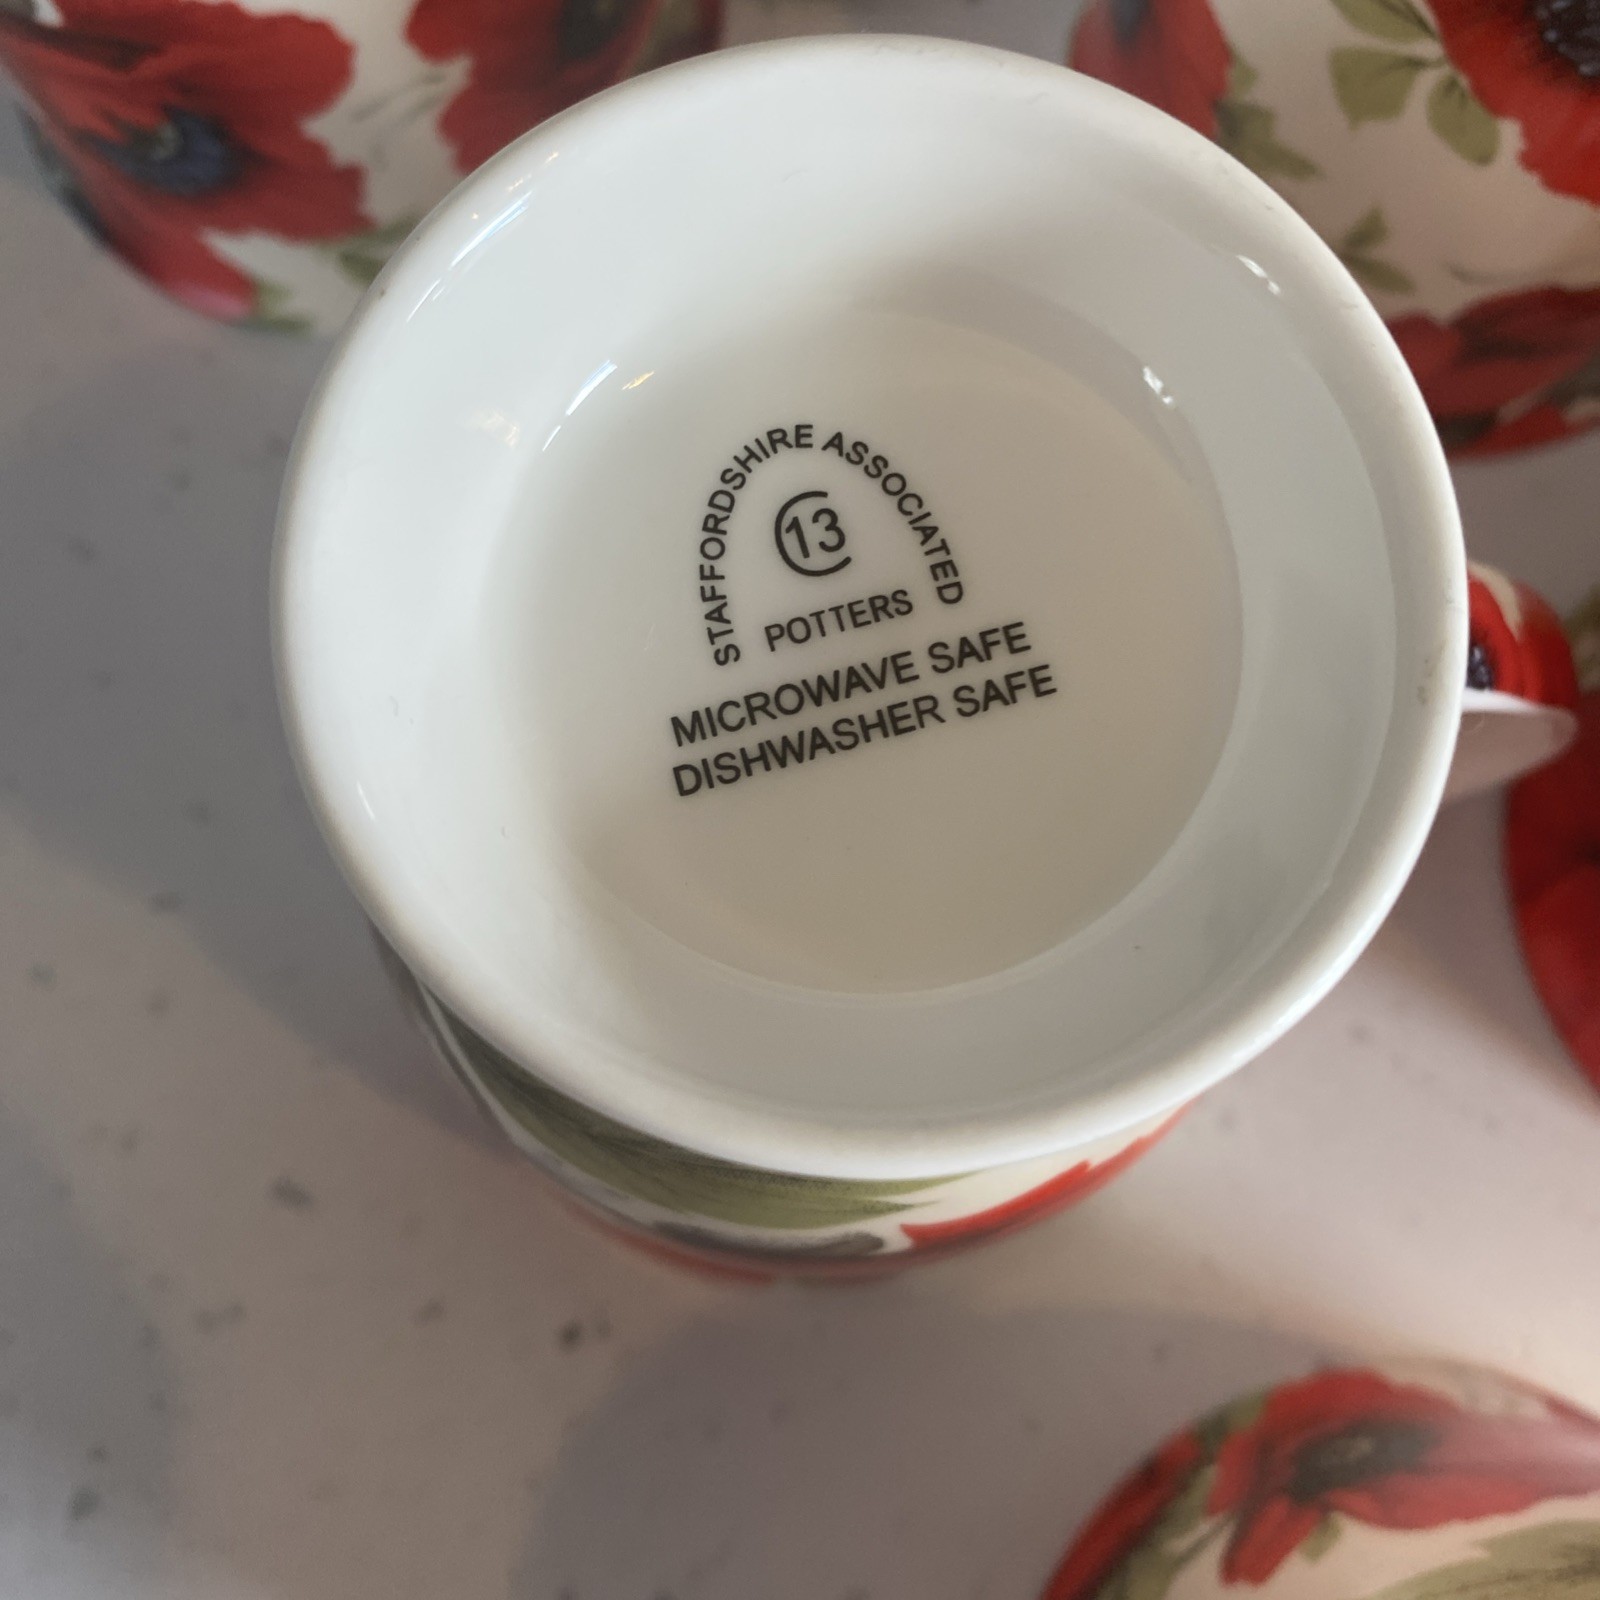 STAFFORDSHIRE ASSOCIATED
13
POTTERS
MICROWAVE SAFE
DISHWASHER SAFE